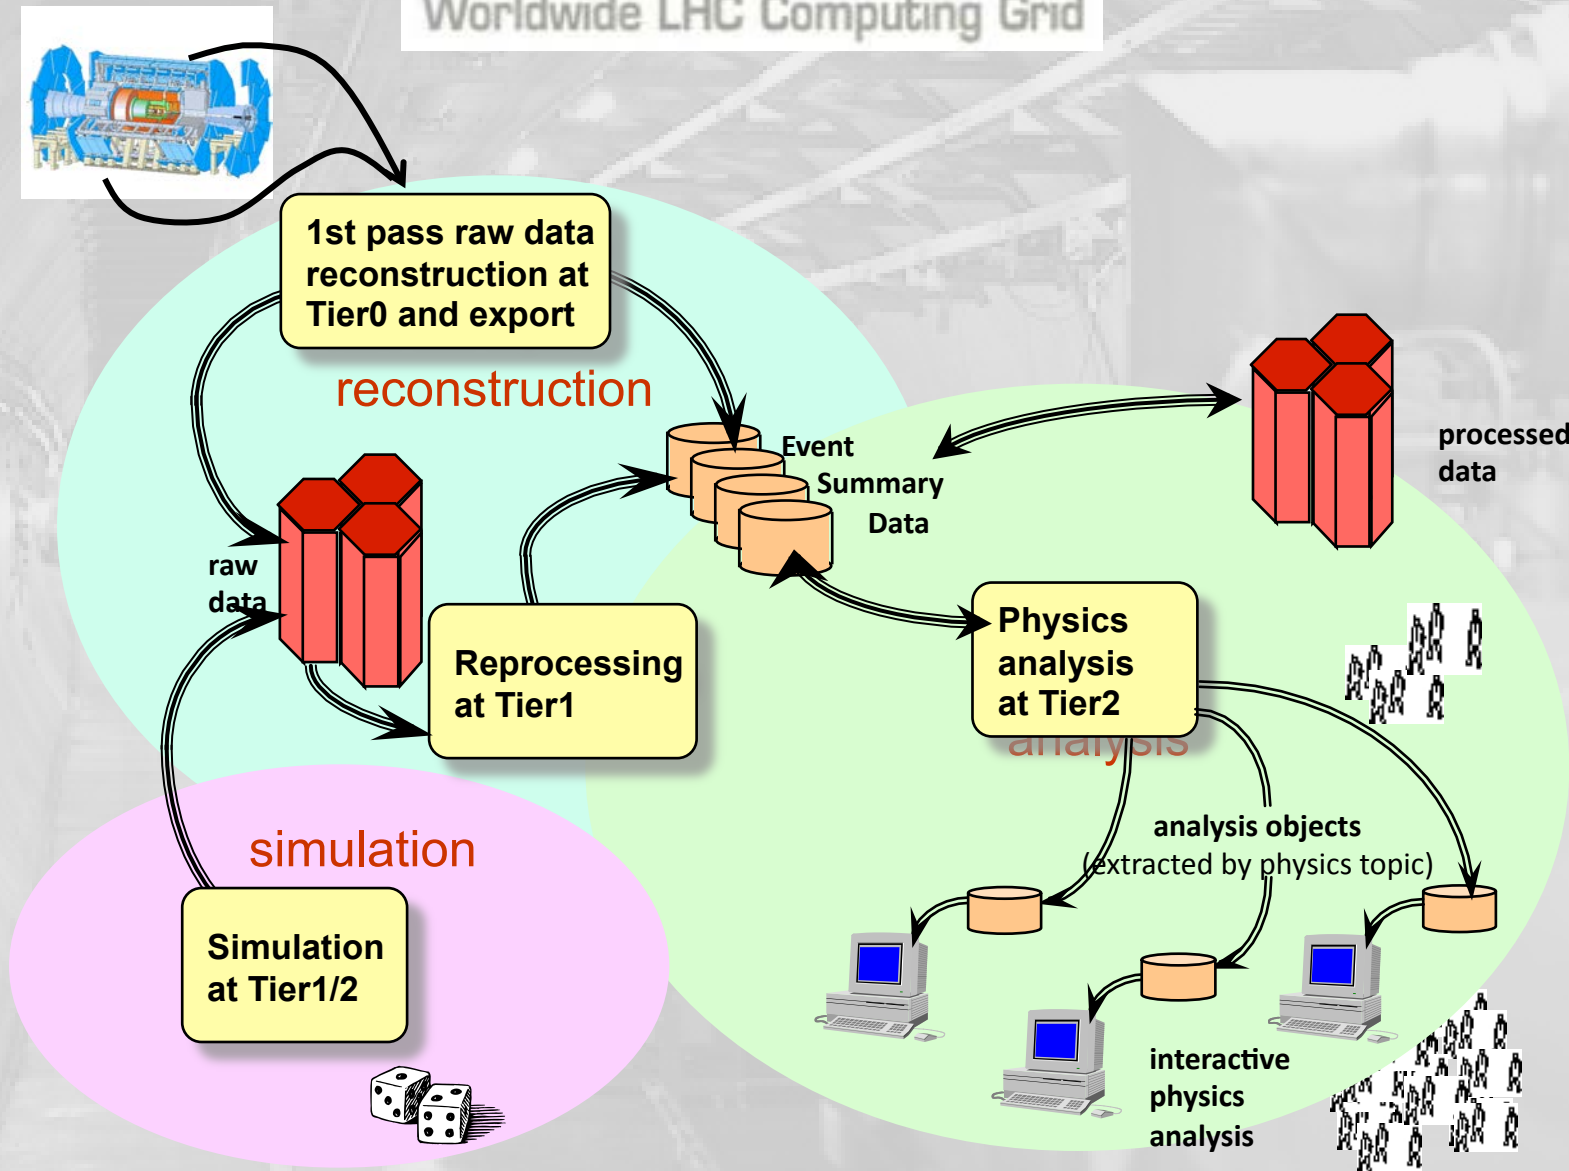 Worldwide LHC Computing Grid
1st pass raw data
reconstruction at
Tier0 and export
reconstruction
Event
Summary
Data
processed
data
raw
data
Reprocessing
at Tier1
Physics
analysis
at Tier2
analysis
analysis objects
(extracted by physics topic)
simulation
Simulation
at Tier1/2
interactive
physics
analysis